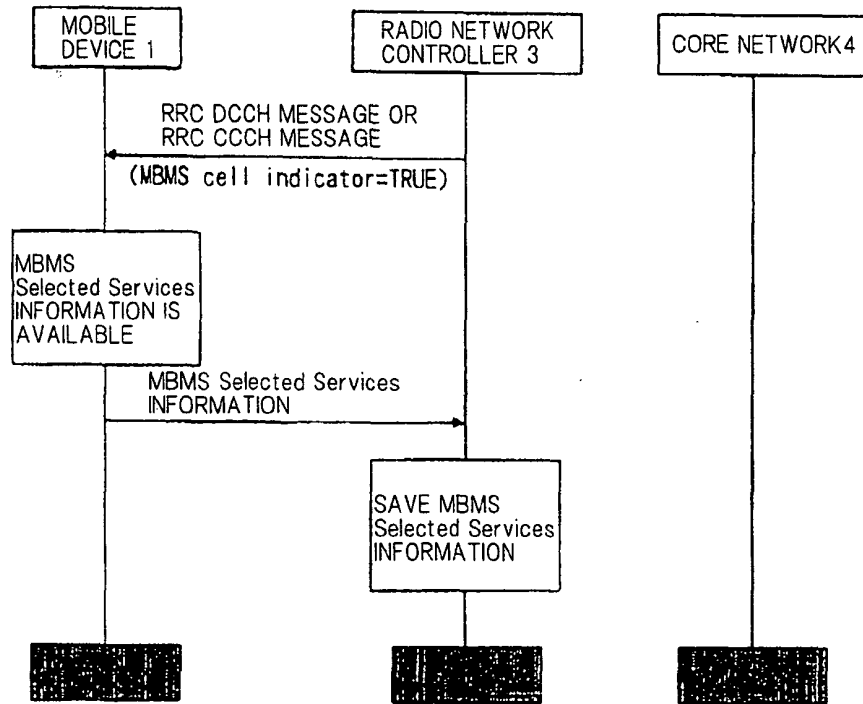 MOBILE
DEVICE 1
RADIO NETWORK
CONTROLLER 3
CORE NETWORK4
RRC DCCH MESSAGE OR
RRC CCCH MESSAGE
(MBMS cell indicator=TRUE)
MBMS
Selected Services
INFORMATION IS
AVAILABLE
MBMS Selected Services
INFORMATION
SAVE MBMS
Selected Services
INFORMATION